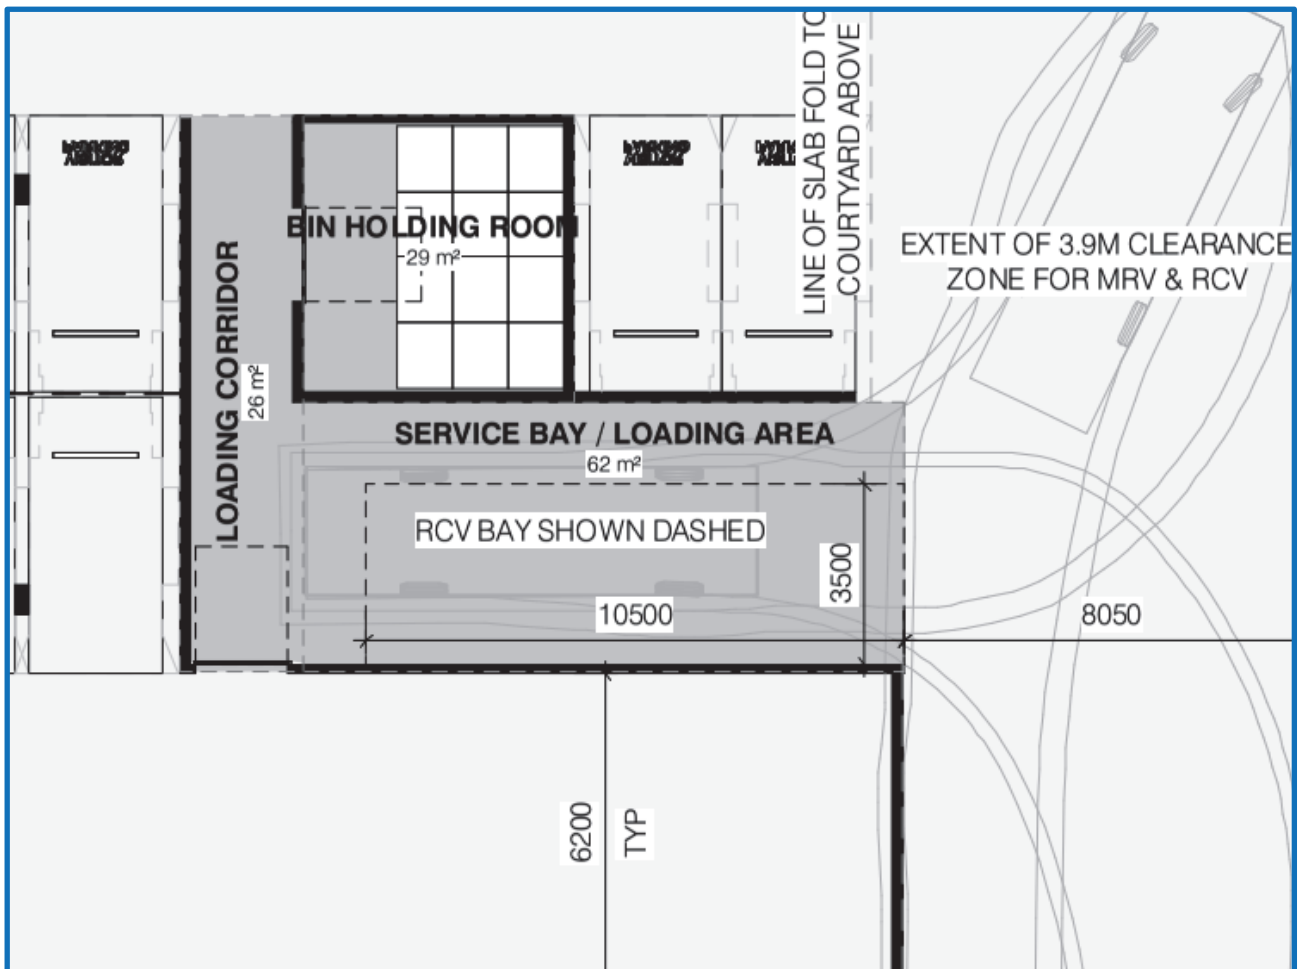 LINE OF SLAB FOLD TO
COURTYARD ABOVE
BIN HOLDING ROOM
29 m²
EXTENT OF 3.9M CLEARANCE
ZONE FOR MRV & RCV
LOADING CORRIDOR
26 m²
SERVICE BAY / LOADING AREA
62 m²
RCV BAY SHOWN DASHED
3500
10500
8050
6200
TYP